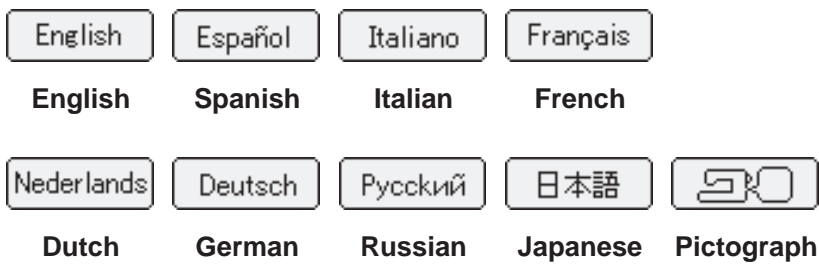 English Español Italiano Français
English Spanish Italian French
Nederlands Deutsch Русский 日本語
Dutch German Russian Japanese Pictograph